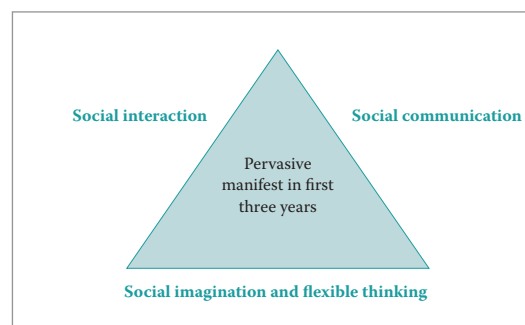 Social interaction
Social communication
Pervasive
manifest in first
three years
Social imagination and flexible thinking